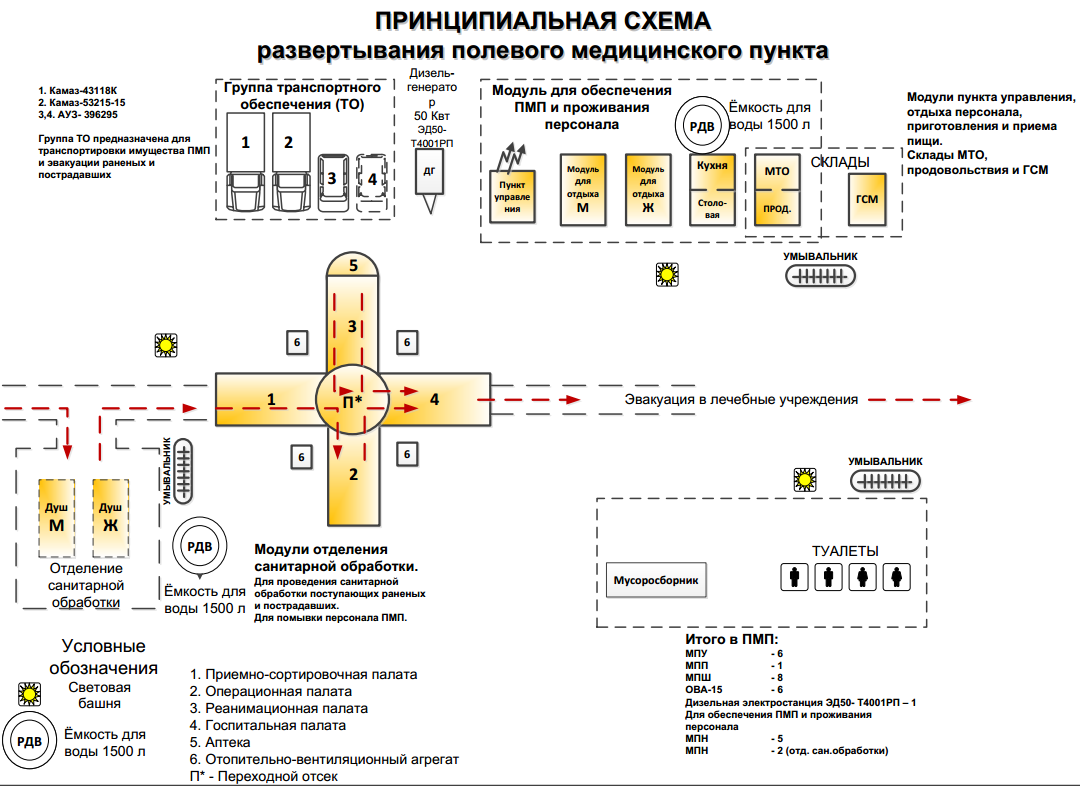 ПРИНЦИПИАЛЬНАЯ СХЕМА
развертывания полевого медицинского пункта
1. Камаз-43118К
2. Камаз-53215-15
3,4. АУЗ- 396295
Группа ТО предназначена для
транспортировки имущества ПМП
и эвакуации раненых и
пострадавших
Группа транспортного
обеспечения (ТО)
1
2
3
4
Дизель-
генерато
р
50 Квт
ЭД50-
Т4001РП
ДГ
Модуль для обеспечения
ПМП и проживания
персонала
РДВ
Ёмкость для
воды 1500 л
Пункт
управле
ния
Модуль
для
отдыха
М
Модуль
для
отдыха
Ж
Кухня
Столо-
вая
МТО
ПРОД.
СКЛАДЫ
ГСМ
Модули пункта управления,
отдыха персонала,
приготовления и приема
пищи.
Склады МТО,
продовольствия и ГСМ
УМЫВАЛЬНИК
5
3
6
6
1
П*
4
2
6
6
Эвакуация в лечебные учреждения
Душ
М
Душ
Ж
Отделение
санитарной
обработки
УМЫВАЛЬНИК
РДВ
Ёмкость для
воды 1500 л
Модули отделения
санитарной обработки.
Для проведения санитарной
обработки поступающих раненых
и пострадавших.
Для помывки персонала ПМП.
УМЫВАЛЬНИК
Мусоросборник
ТУАЛЕТЫ
Условные
обозначения
Световая
башня
РДВ
Ёмкость для
воды 1500 л
1. Приемно-сортировочная палата
2. Операционная палата
3. Реанимационная палата
4. Госпитальная палата
5. Аптека
6. Отопительно-вентиляционный агрегат
П* - Переходной отсек
Итого в ПМП:
МПУ - 6
МПП - 1
МПШ - 8
ОВА-15 - 6
Дизельная электростанция ЭД50- Т4001РП – 1
Для обеспечения ПМП и проживания
персонала
МПН - 5
МПН - 2 (отд. сан.обработки)